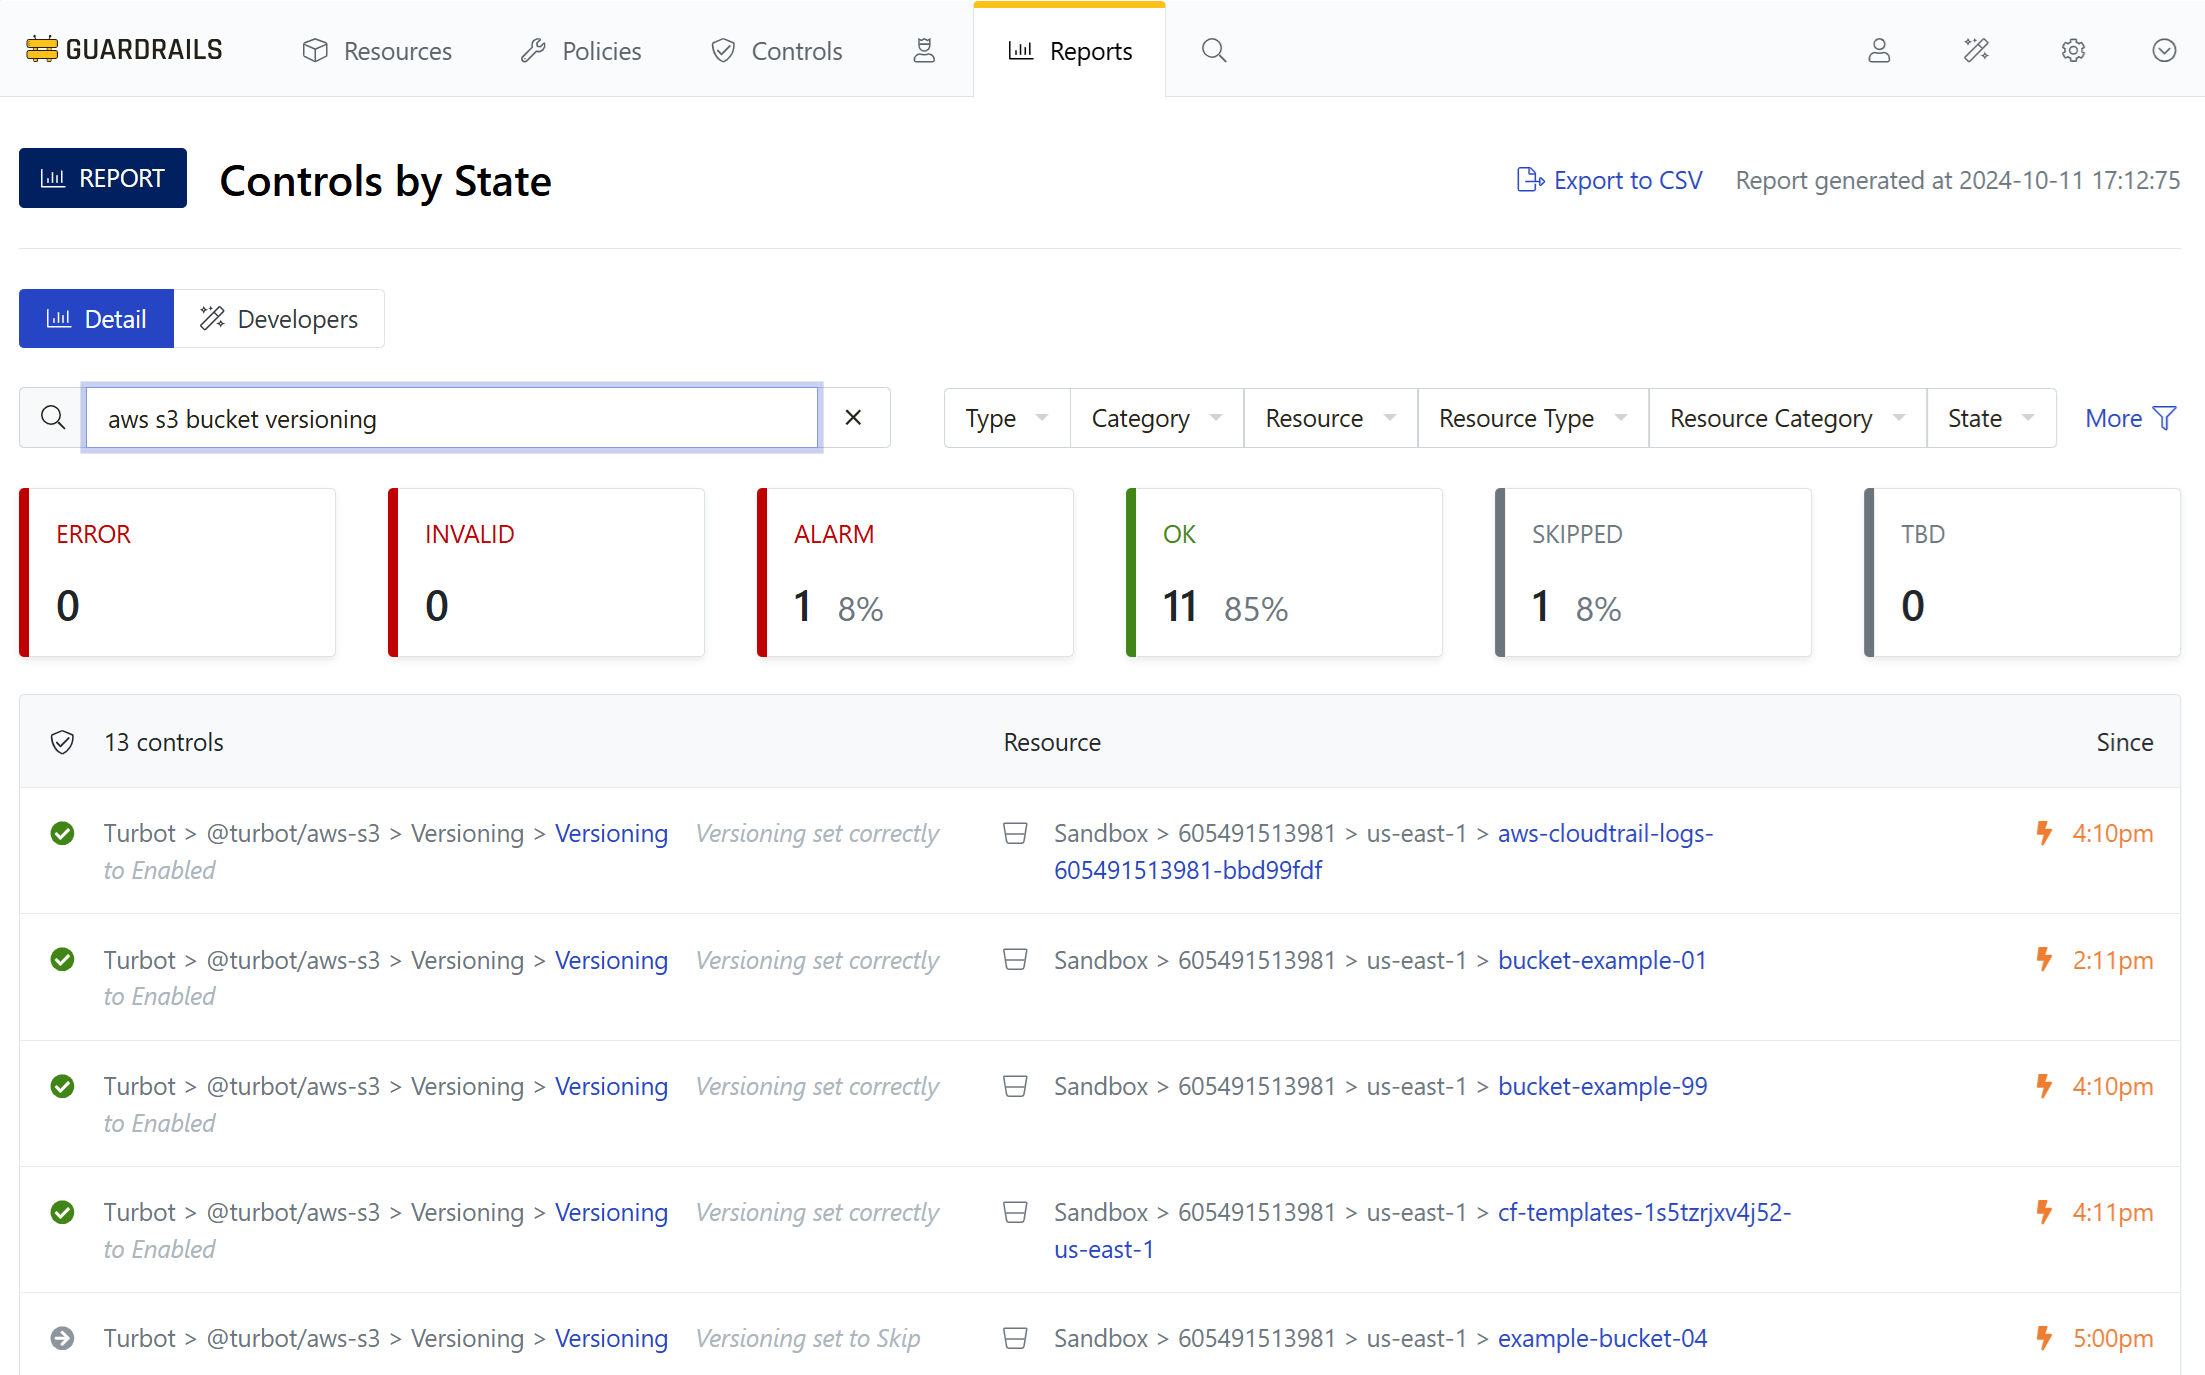 GUARDRAILS Resources Policies Controls Reports
REPORT Controls by State Export to CSV Report generated at 2024-10-11 17:12:75
Detail Developers
aws s3 bucket versioning Type Category Resource Resource Type Resource Category State More
ERROR INVALID ALARM OK SKIPPED TBD
0 0 1 8% 11 85% 1 8% 0
13 controls Resource Since
Turbot > @turbot/aws-s3 > Versioning > Versioning Versioning set correctly Sandbox > 605491513981 > us-east-1 > aws-cloudtrail-logs- 4:10pm
to Enabled 605491513981-bbd99fdf
Turbot > @turbot/aws-s3 > Versioning > Versioning Versioning set correctly Sandbox > 605491513981 > us-east-1 > bucket-example-01 2:11pm
to Enabled
Turbot > @turbot/aws-s3 > Versioning > Versioning Versioning set correctly Sandbox > 605491513981 > us-east-1 > bucket-example-99 4:10pm
to Enabled
Turbot > @turbot/aws-s3 > Versioning > Versioning Versioning set correctly Sandbox > 605491513981 > us-east-1 > cf-templates-1s5tzrjxv4j52- 4:11pm
to Enabled us-east-1
Turbot > @turbot/aws-s3 > Versioning > Versioning Versioning set to Skip Sandbox > 605491513981 > us-east-1 > example-bucket-04 5:00pm